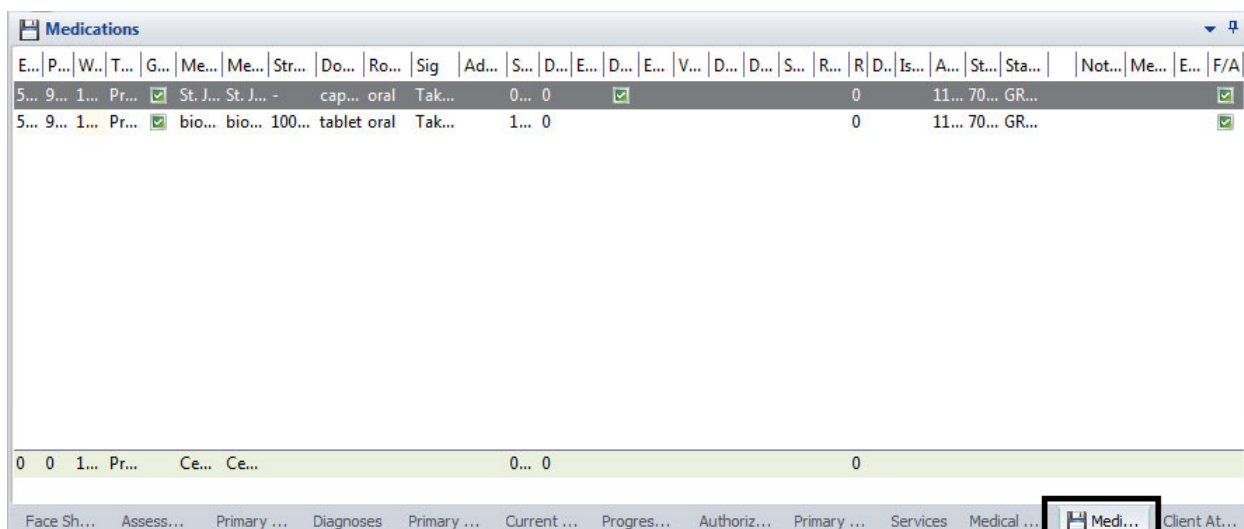 Medications
E... P... W... T... G... Me... Me... Str... Do... Ro... Sig Ad... S... D... E... D... E... V... D... D... S... R... R D.. Is... A... St... Sta... Not... Me... E... F/A
5... 9... 1... Pr... St. J... St. J... - cap... oral Tak... 0... 0 0 11... 70... GR...
5... 9... 1... Pr... bio... bio... 100... tablet oral Tak... 1... 0 0 11... 70... GR...
0 0 1... Pr... Ce... Ce... 0... 0 0
Face Sh... Assess... Primary ... Diagnoses Primary ... Current ... Progres... Authoriz... Primary ... Services Medical ... Medi... Client At...